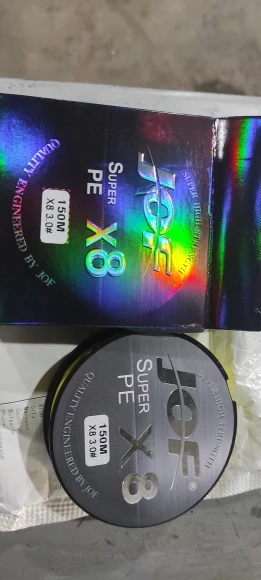 SUPER HIGH STRENGTH
JOF
SUPER X8
PE
150M
X8 3.0#
QUALITY ENGINEERED BY JOF
SUPER HIGH STRENGTH
JOF®
SUPER X8
PE
150M
X8 3.0#
QUALITY ENGINEERED BY JOF